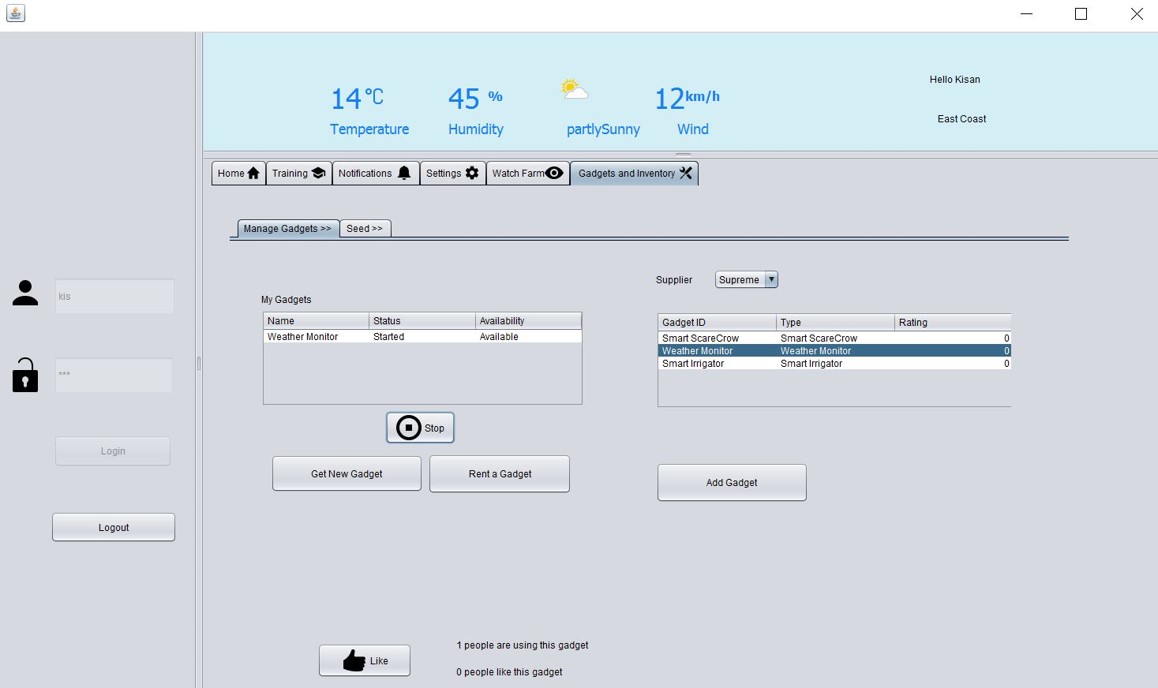 14 °C
45 %
12 km/h
Temperature
Humidity
partlySunny
Wind
Hello Kisan
East Coast
Home
Training
Notifications
Settings
Watch Farm
Gadgets and Inventory
Manage Gadgets >>
Seed >>
kis
***
Login
Logout
My Gadgets
Name Status Availability
Weather Monitor Started Available
Stop
Get New Gadget
Rent a Gadget
Supplier Supreme
Gadget ID Type Rating
Smart ScareCrow Smart ScareCrow 0
Weather Monitor Weather Monitor 0
Smart Irrigator Smart Irrigator 0
Add Gadget
Like
1 people are using this gadget
0 people like this gadget